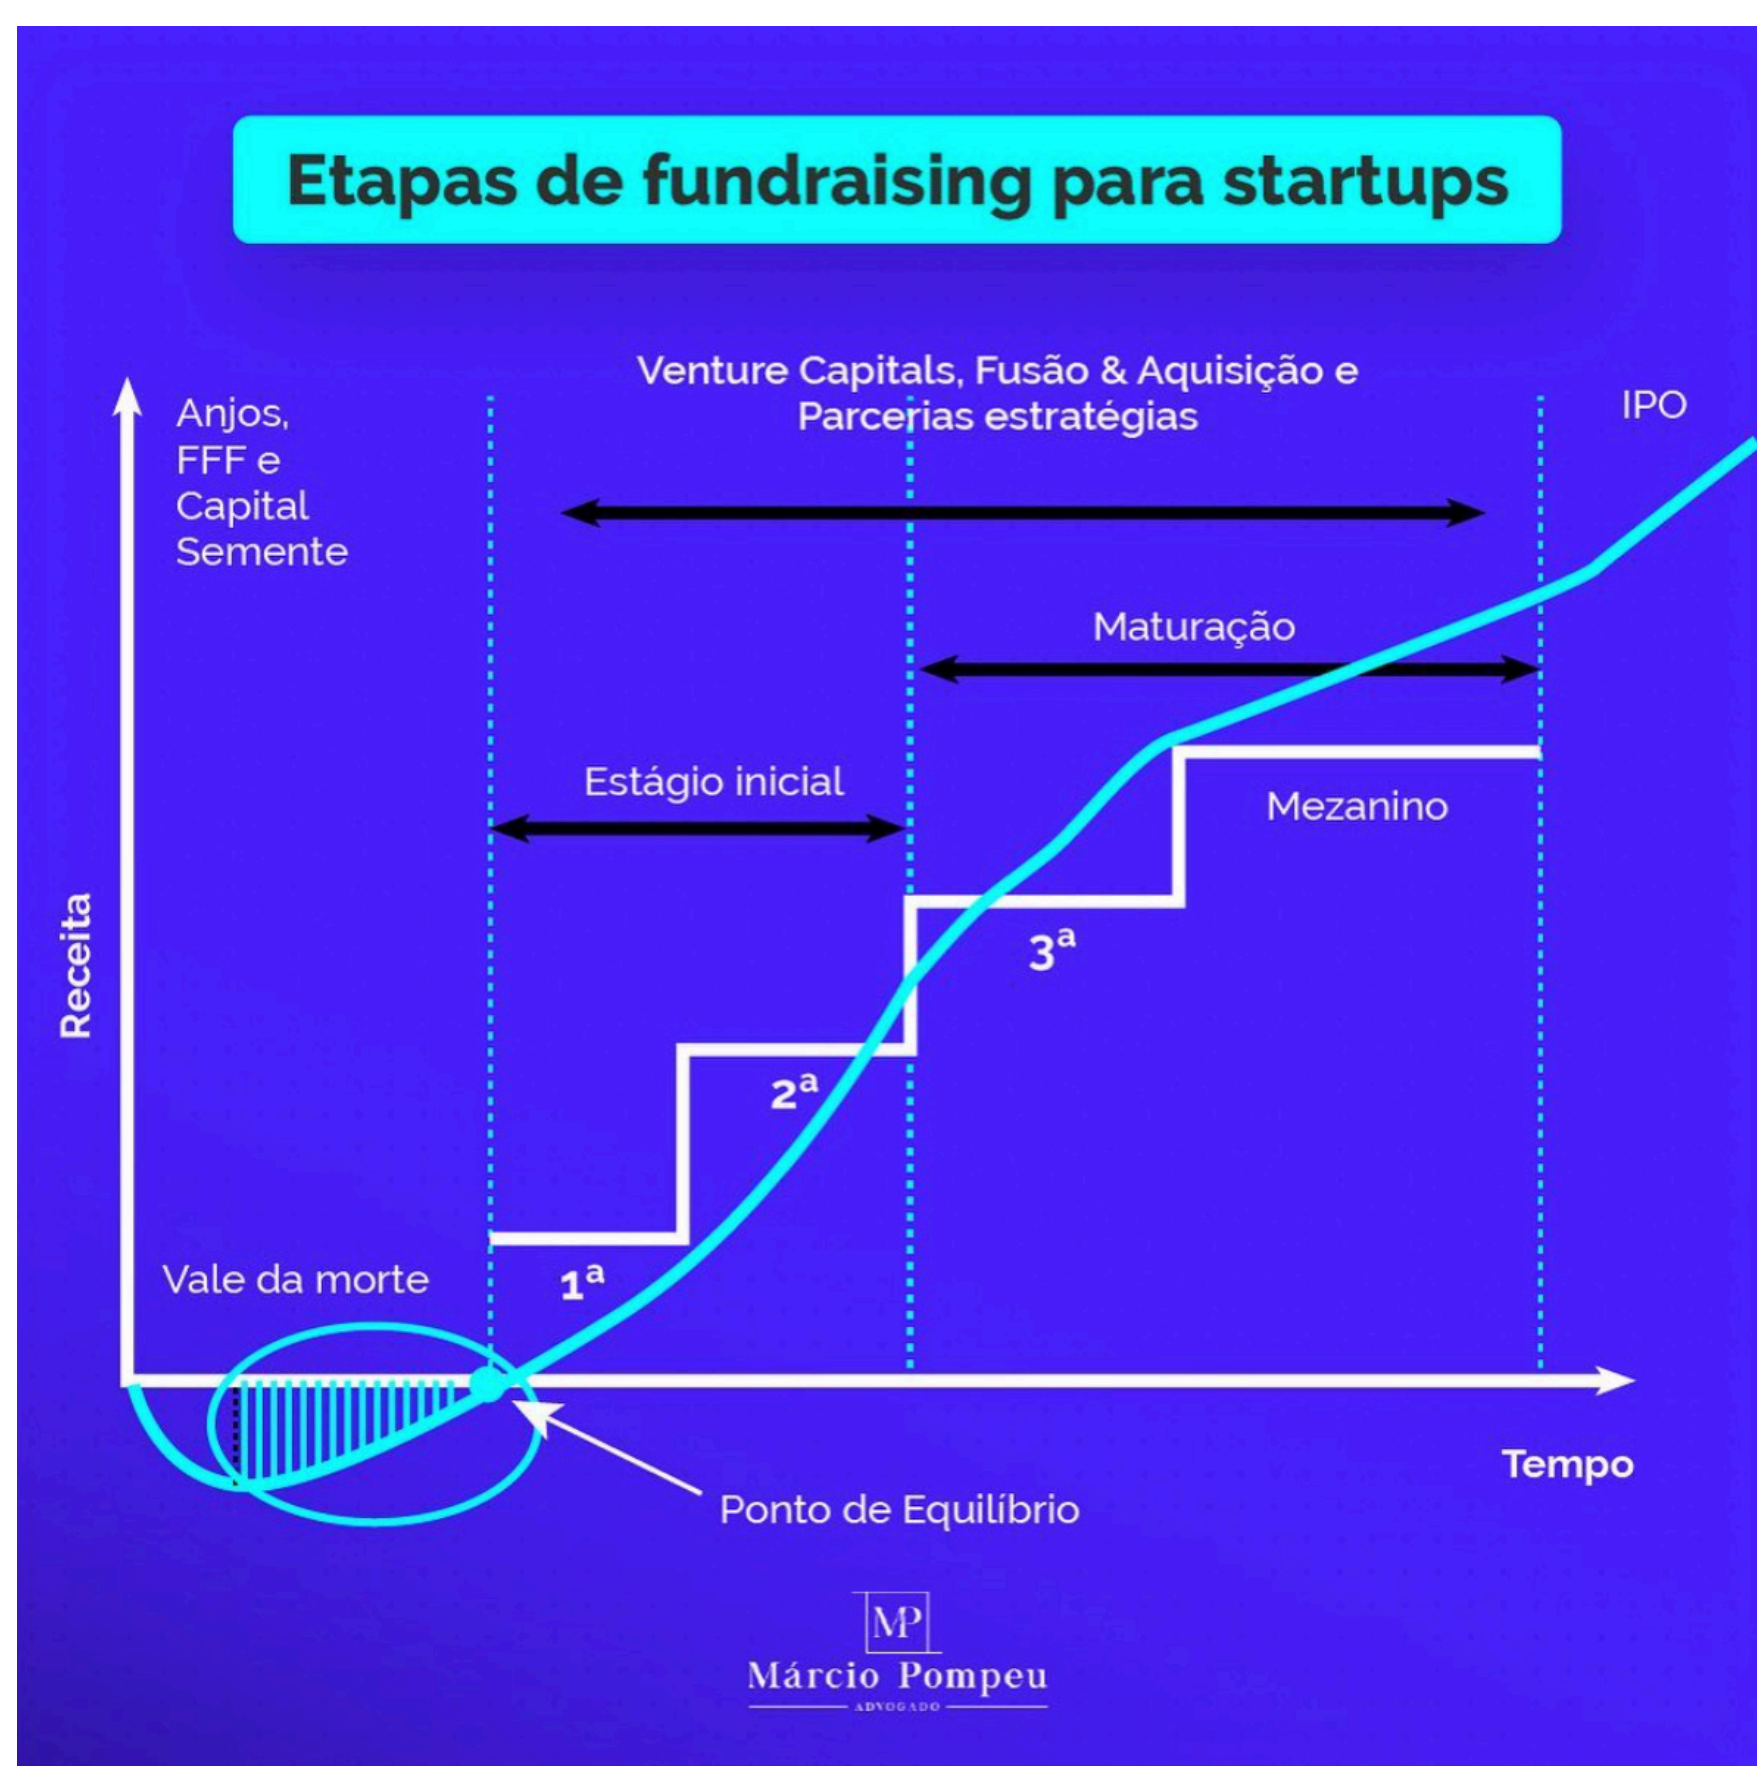 Etapas de fundraising para startups
Venture Capitals, Fusão & Aquisição e
Parcerias estratégias
IPO
Anjos,
FFF e
Capital
Semente
Maturação
Estágio inicial
Mezanino
Receita
3ª
2ª
1ª
Vale da morte
Tempo
Ponto de Equilíbrio
MP
Márcio Pompeu
ADVOGADO